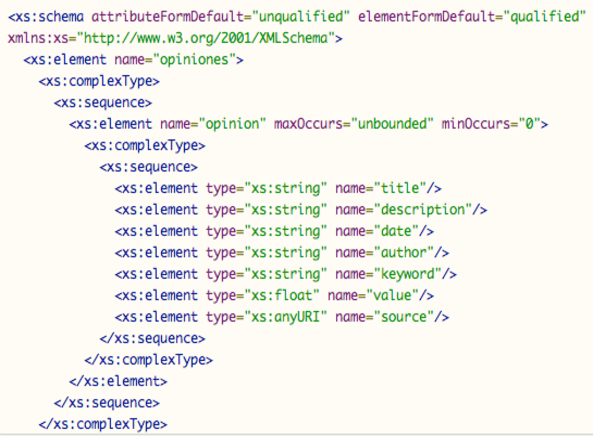 <xs:schema attributeFormDefault="unqualified" elementFormDefault="qualified"
xmlns:xs="http://www.w3.org/2001/XMLSchema">
<xs:element name="opiniones">
<xs:complexType>
<xs:sequence>
<xs:element name="opinion" maxOccurs="unbounded" minOccurs="0">
<xs:complexType>
<xs:sequence>
<xs:element type="xs:string" name="title"/>
<xs:element type="xs:string" name="description"/>
<xs:element type="xs:string" name="date"/>
<xs:element type="xs:string" name="author"/>
<xs:element type="xs:string" name="keyword"/>
<xs:element type="xs:float" name="value"/>
<xs:element type="xs:anyURI" name="source"/>
</xs:sequence>
</xs:complexType>
</xs:element>
</xs:sequence>
</xs:complexType>